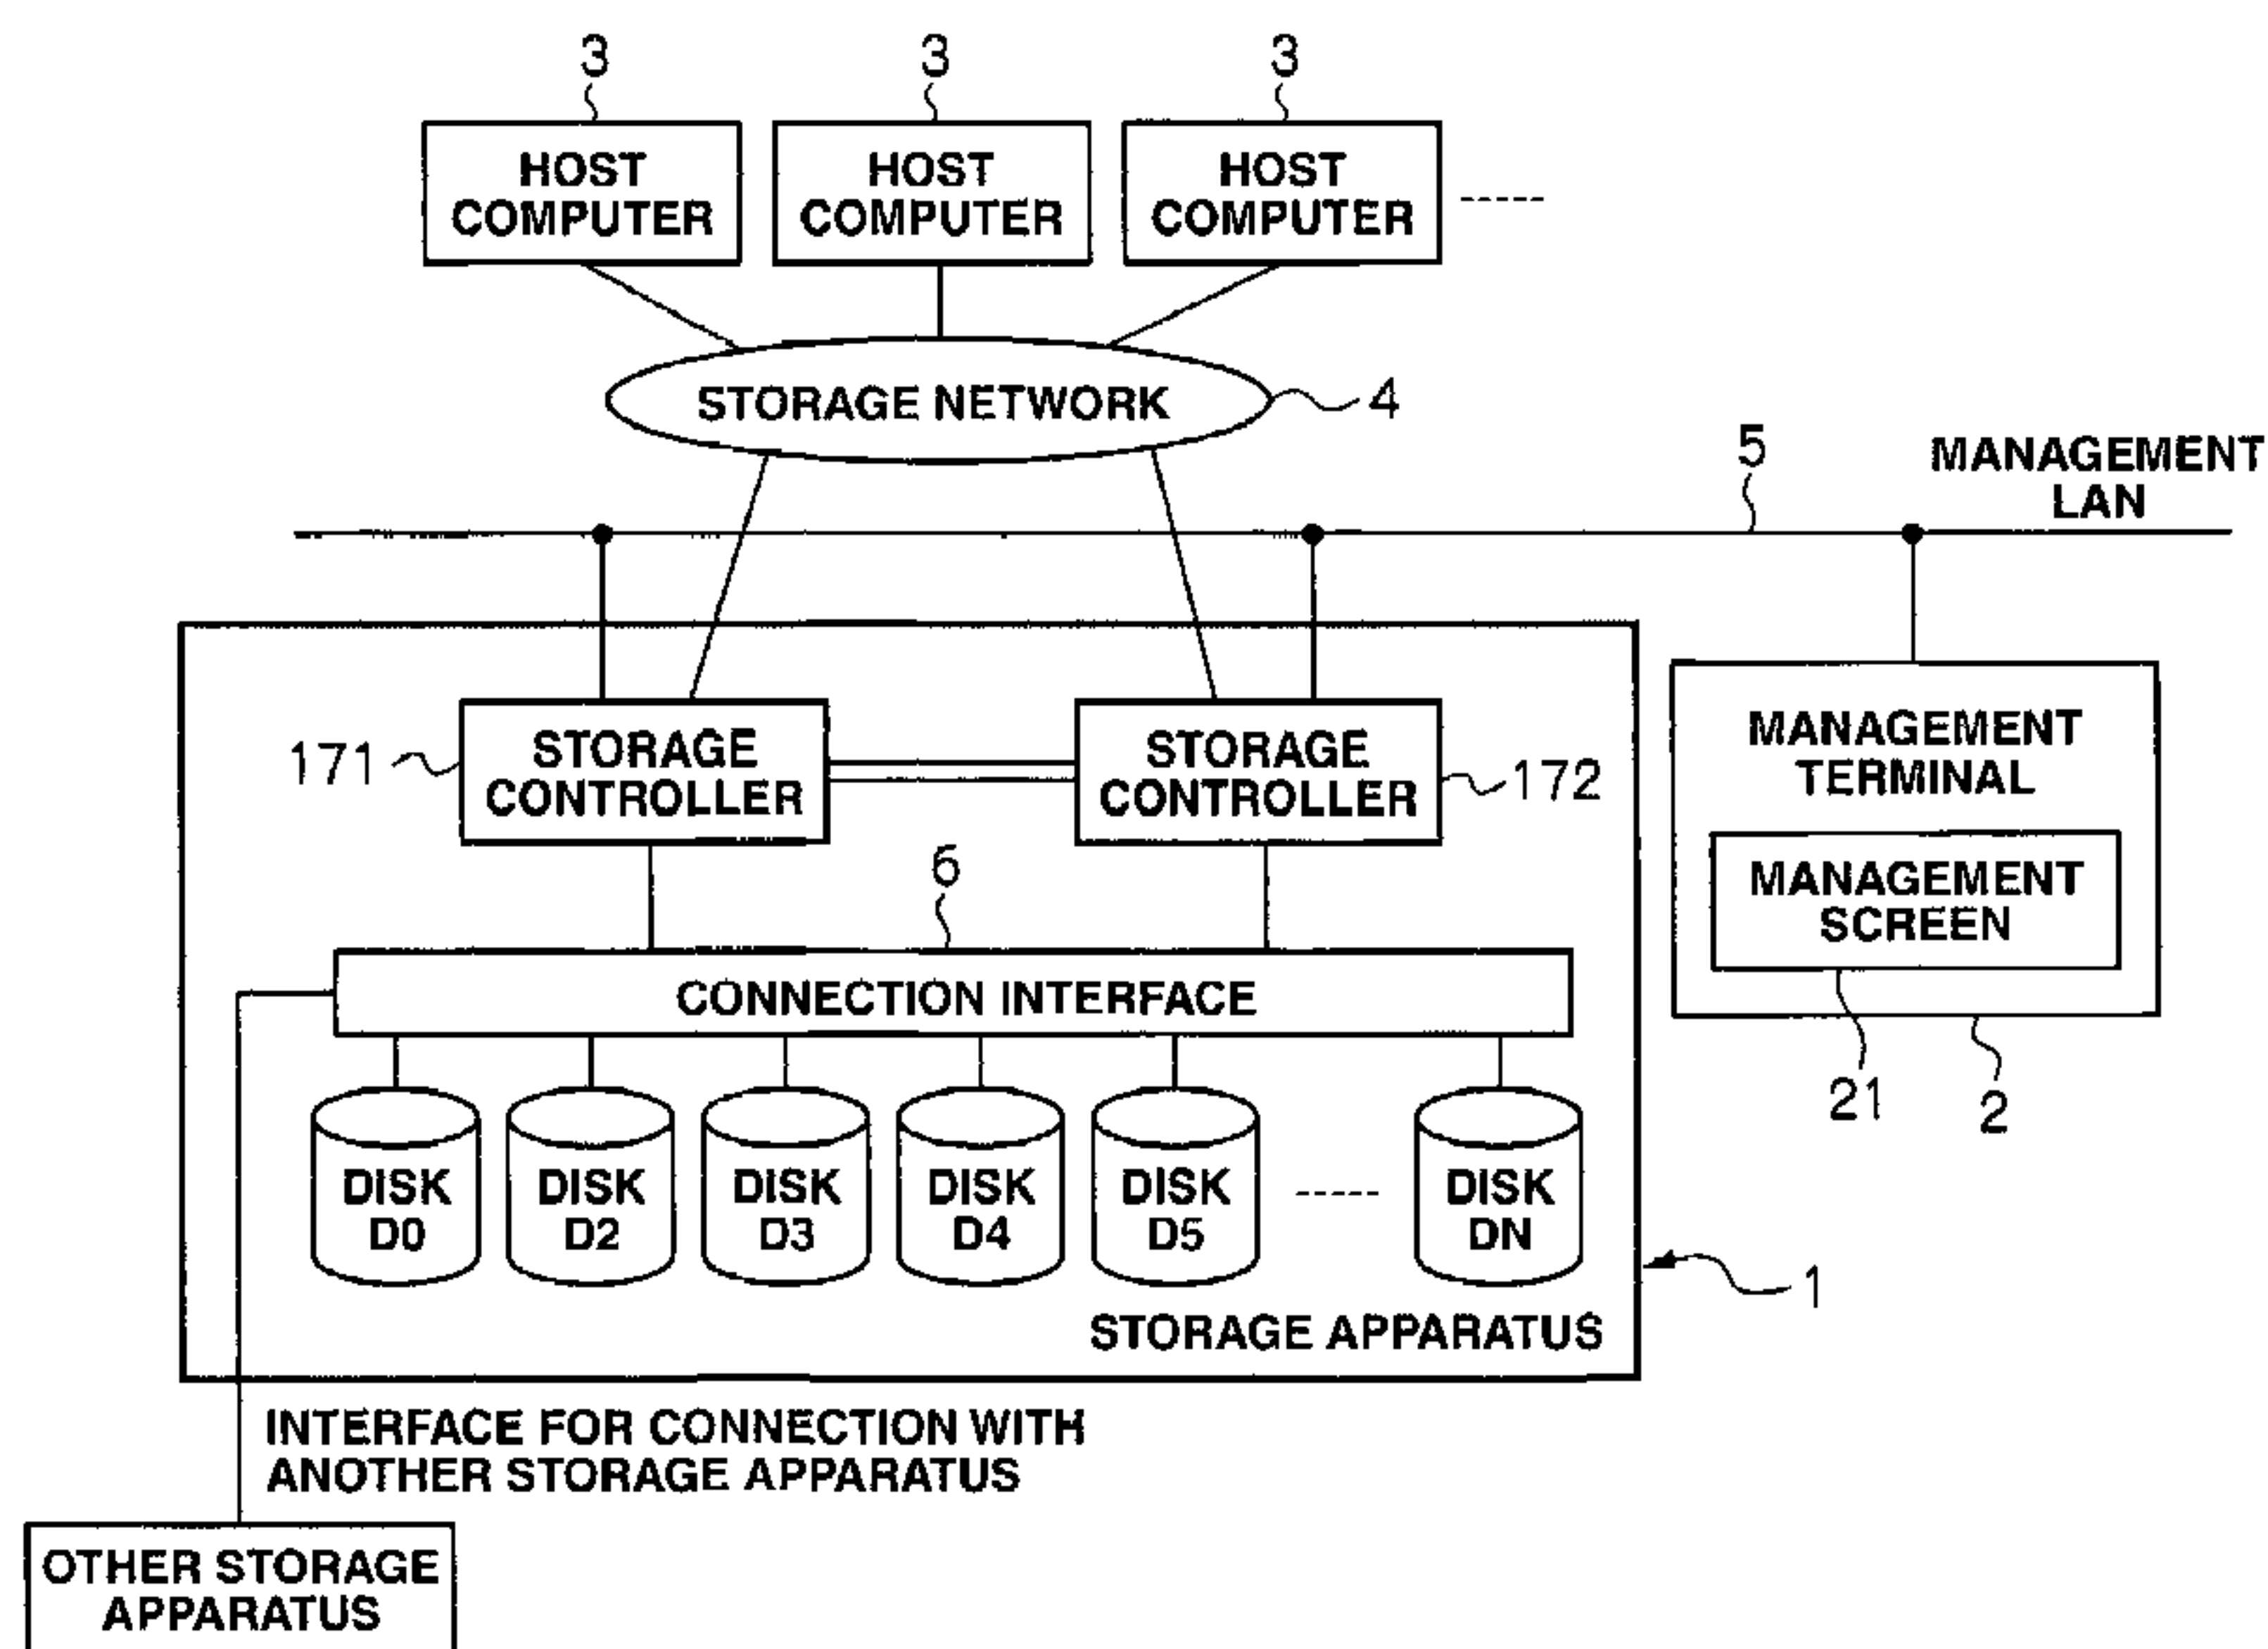 3
3
3
HOST
COMPUTER
HOST
COMPUTER
HOST
COMPUTER
STORAGE NETWORK
4
5
MANAGEMENT
LAN
171
STORAGE
CONTROLLER
STORAGE
CONTROLLER
172
MANAGEMENT
TERMINAL
MANAGEMENT
SCREEN
21
2
6
CONNECTION INTERFACE
DISK
D0
DISK
D2
DISK
D3
DISK
D4
DISK
D5
DISK
DN
1
STORAGE APPARATUS
INTERFACE FOR CONNECTION WITH
ANOTHER STORAGE APPARATUS
OTHER STORAGE
APPARATUS